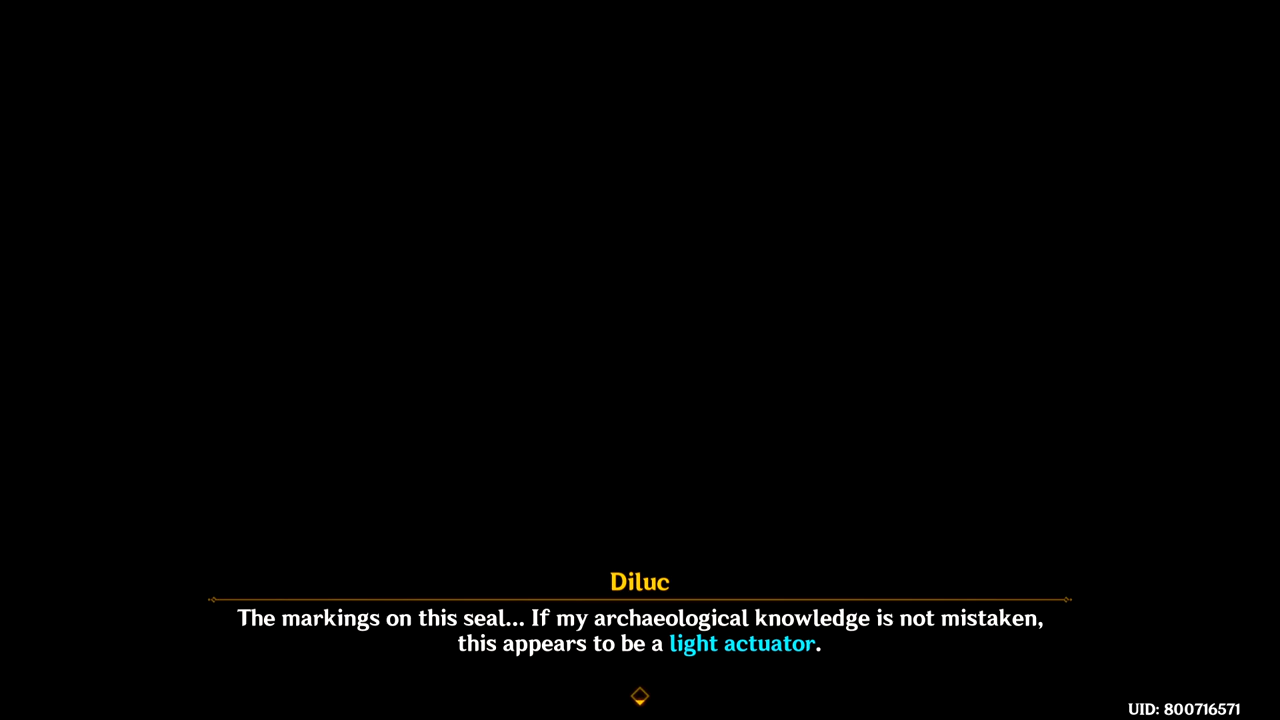 Diluc
The markings on this seal... If my archaeological knowledge is not mistaken,
this appears to be a light actuator.
UID: 800716571